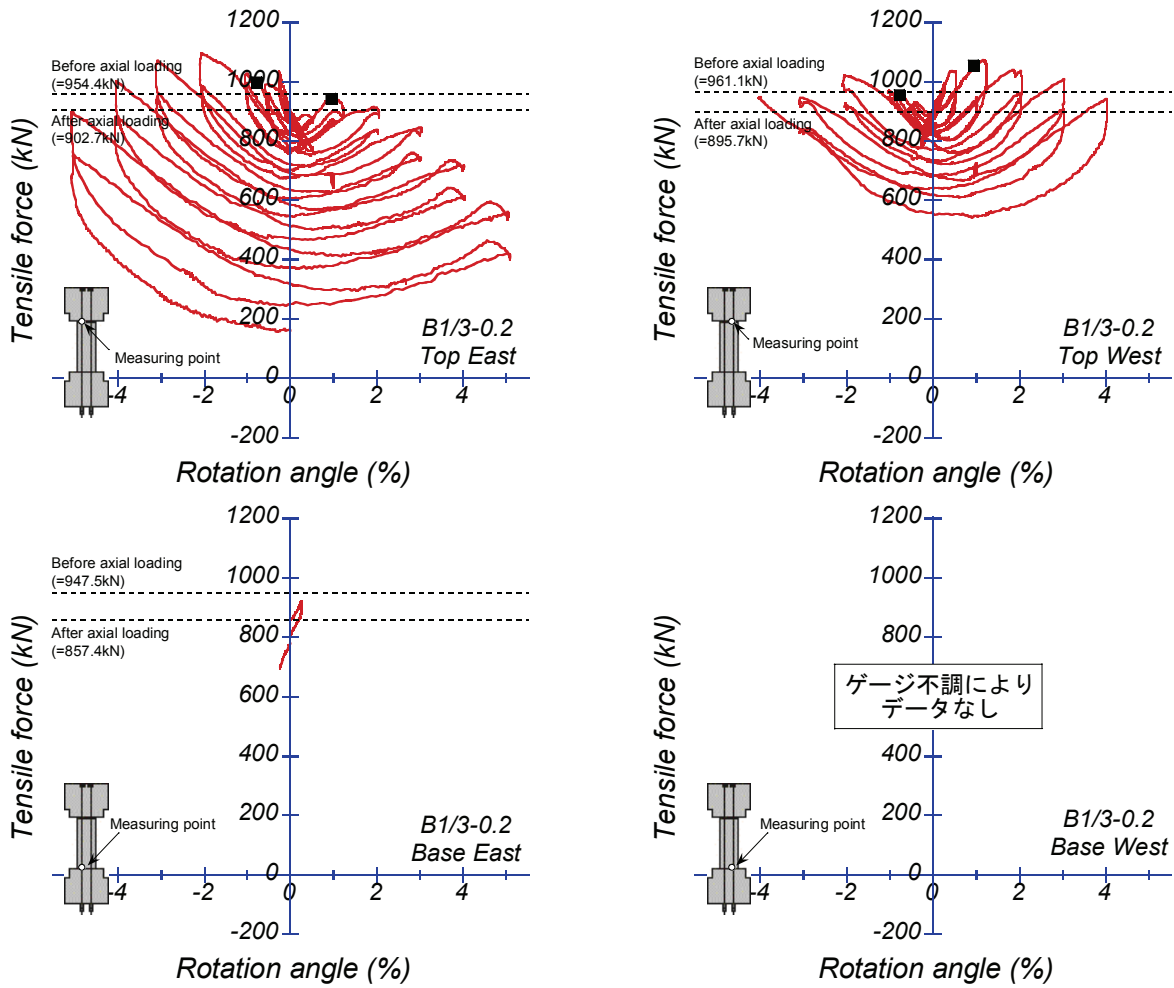 1200
1000
800
600
400
200
0
-200
-4
-2
0
2
4
Tensile force (kN)
Rotation angle (%)
Before axial loading
(=954.4kN)
After axial loading
(=902.7kN)
Measuring point
B1/3-0.2
Top East
1200
1000
800
600
400
200
0
-200
-4
-2
0
2
4
Tensile force (kN)
Rotation angle (%)
Before axial loading
(=961.1kN)
After axial loading
(=895.7kN)
Measuring point
B1/3-0.2
Top West
1200
1000
800
600
400
200
0
-200
-4
-2
0
2
4
Tensile force (kN)
Rotation angle (%)
Before axial loading
(=947.5kN)
After axial loading
(=857.4kN)
Measuring point
B1/3-0.2
Base East
1200
1000
800
600
400
200
0
-200
-4
-2
0
2
4
Tensile force (kN)
Rotation angle (%)
ゲージ不調により
データなし
Measuring point
B1/3-0.2
Base West